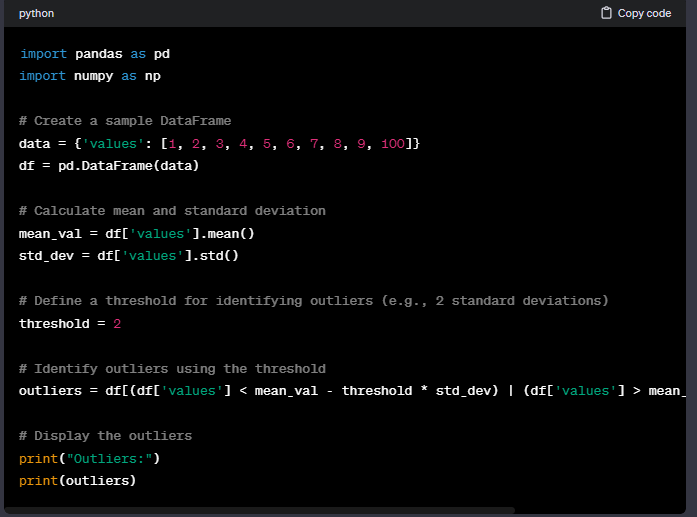 python
Copy code
import pandas as pd
import numpy as np
# Create a sample DataFrame
data = {'values': [1, 2, 3, 4, 5, 6, 7, 8, 9, 100]}
df = pd.DataFrame(data)
# Calculate mean and standard deviation
mean_val = df['values'].mean()
std_dev = df['values'].std()
# Define a threshold for identifying outliers (e.g., 2 standard deviations)
threshold = 2
# Identify outliers using the threshold
outliers = df[(df['values'] < mean_val - threshold * std_dev) | (df['values'] > mean_
# Display the outliers
print("Outliers:")
print(outliers)